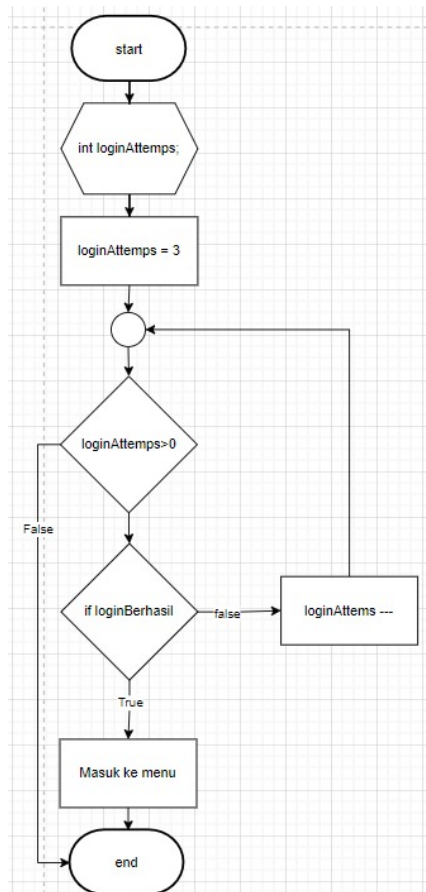 start
int loginAttemps;
loginAttemps = 3
loginAttemps>0
False
if loginBerhasil
false
loginAttems ---
True
Masuk ke menu
end